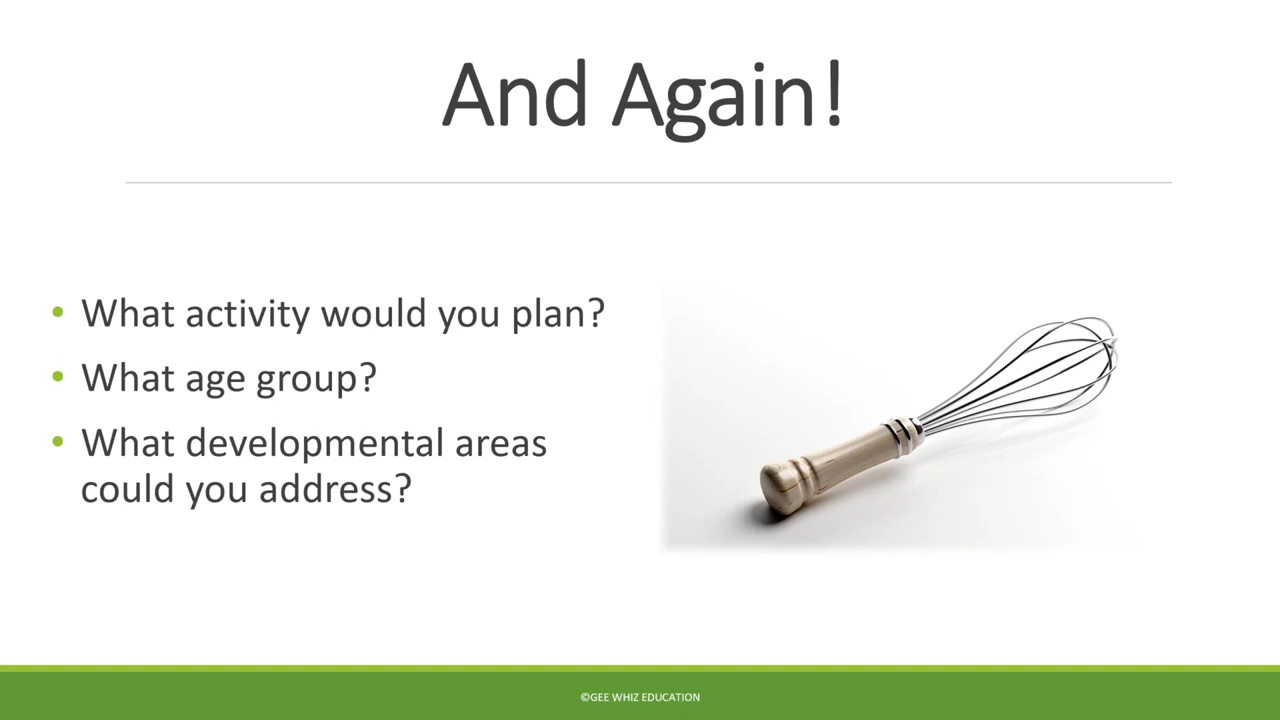 And Again!
• What activity would you plan?
• What age group?
• What developmental areas
could you address?
©GEE WHIZ EDUCATION